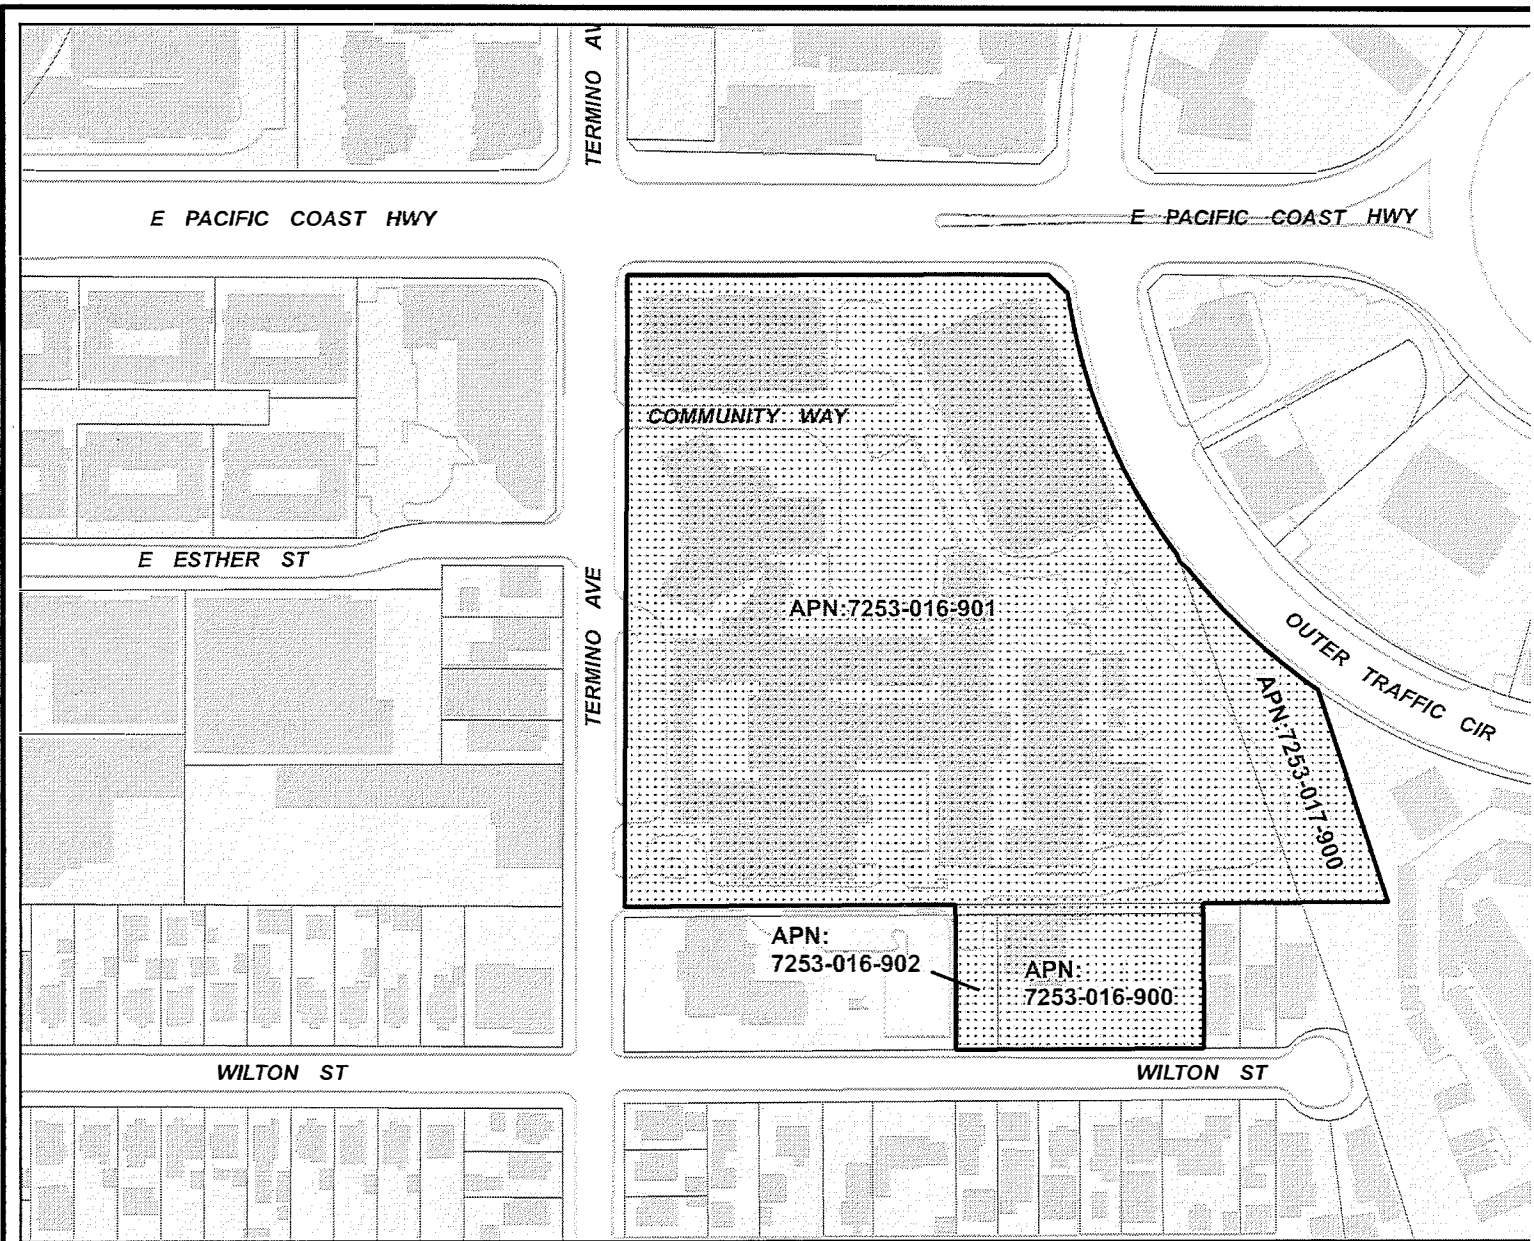 TERMINO AV
E PACIFIC COAST HWY
E PACIFIC COAST HWY
COMMUNITY WAY
E ESTHER ST
TERMINO AVE
APN:7253-016-901
OUTER TRAFFIC CIR
APN:7253-017-900
APN:
7253-016-902
APN:
7253-016-900
WILTON ST
WILTON ST